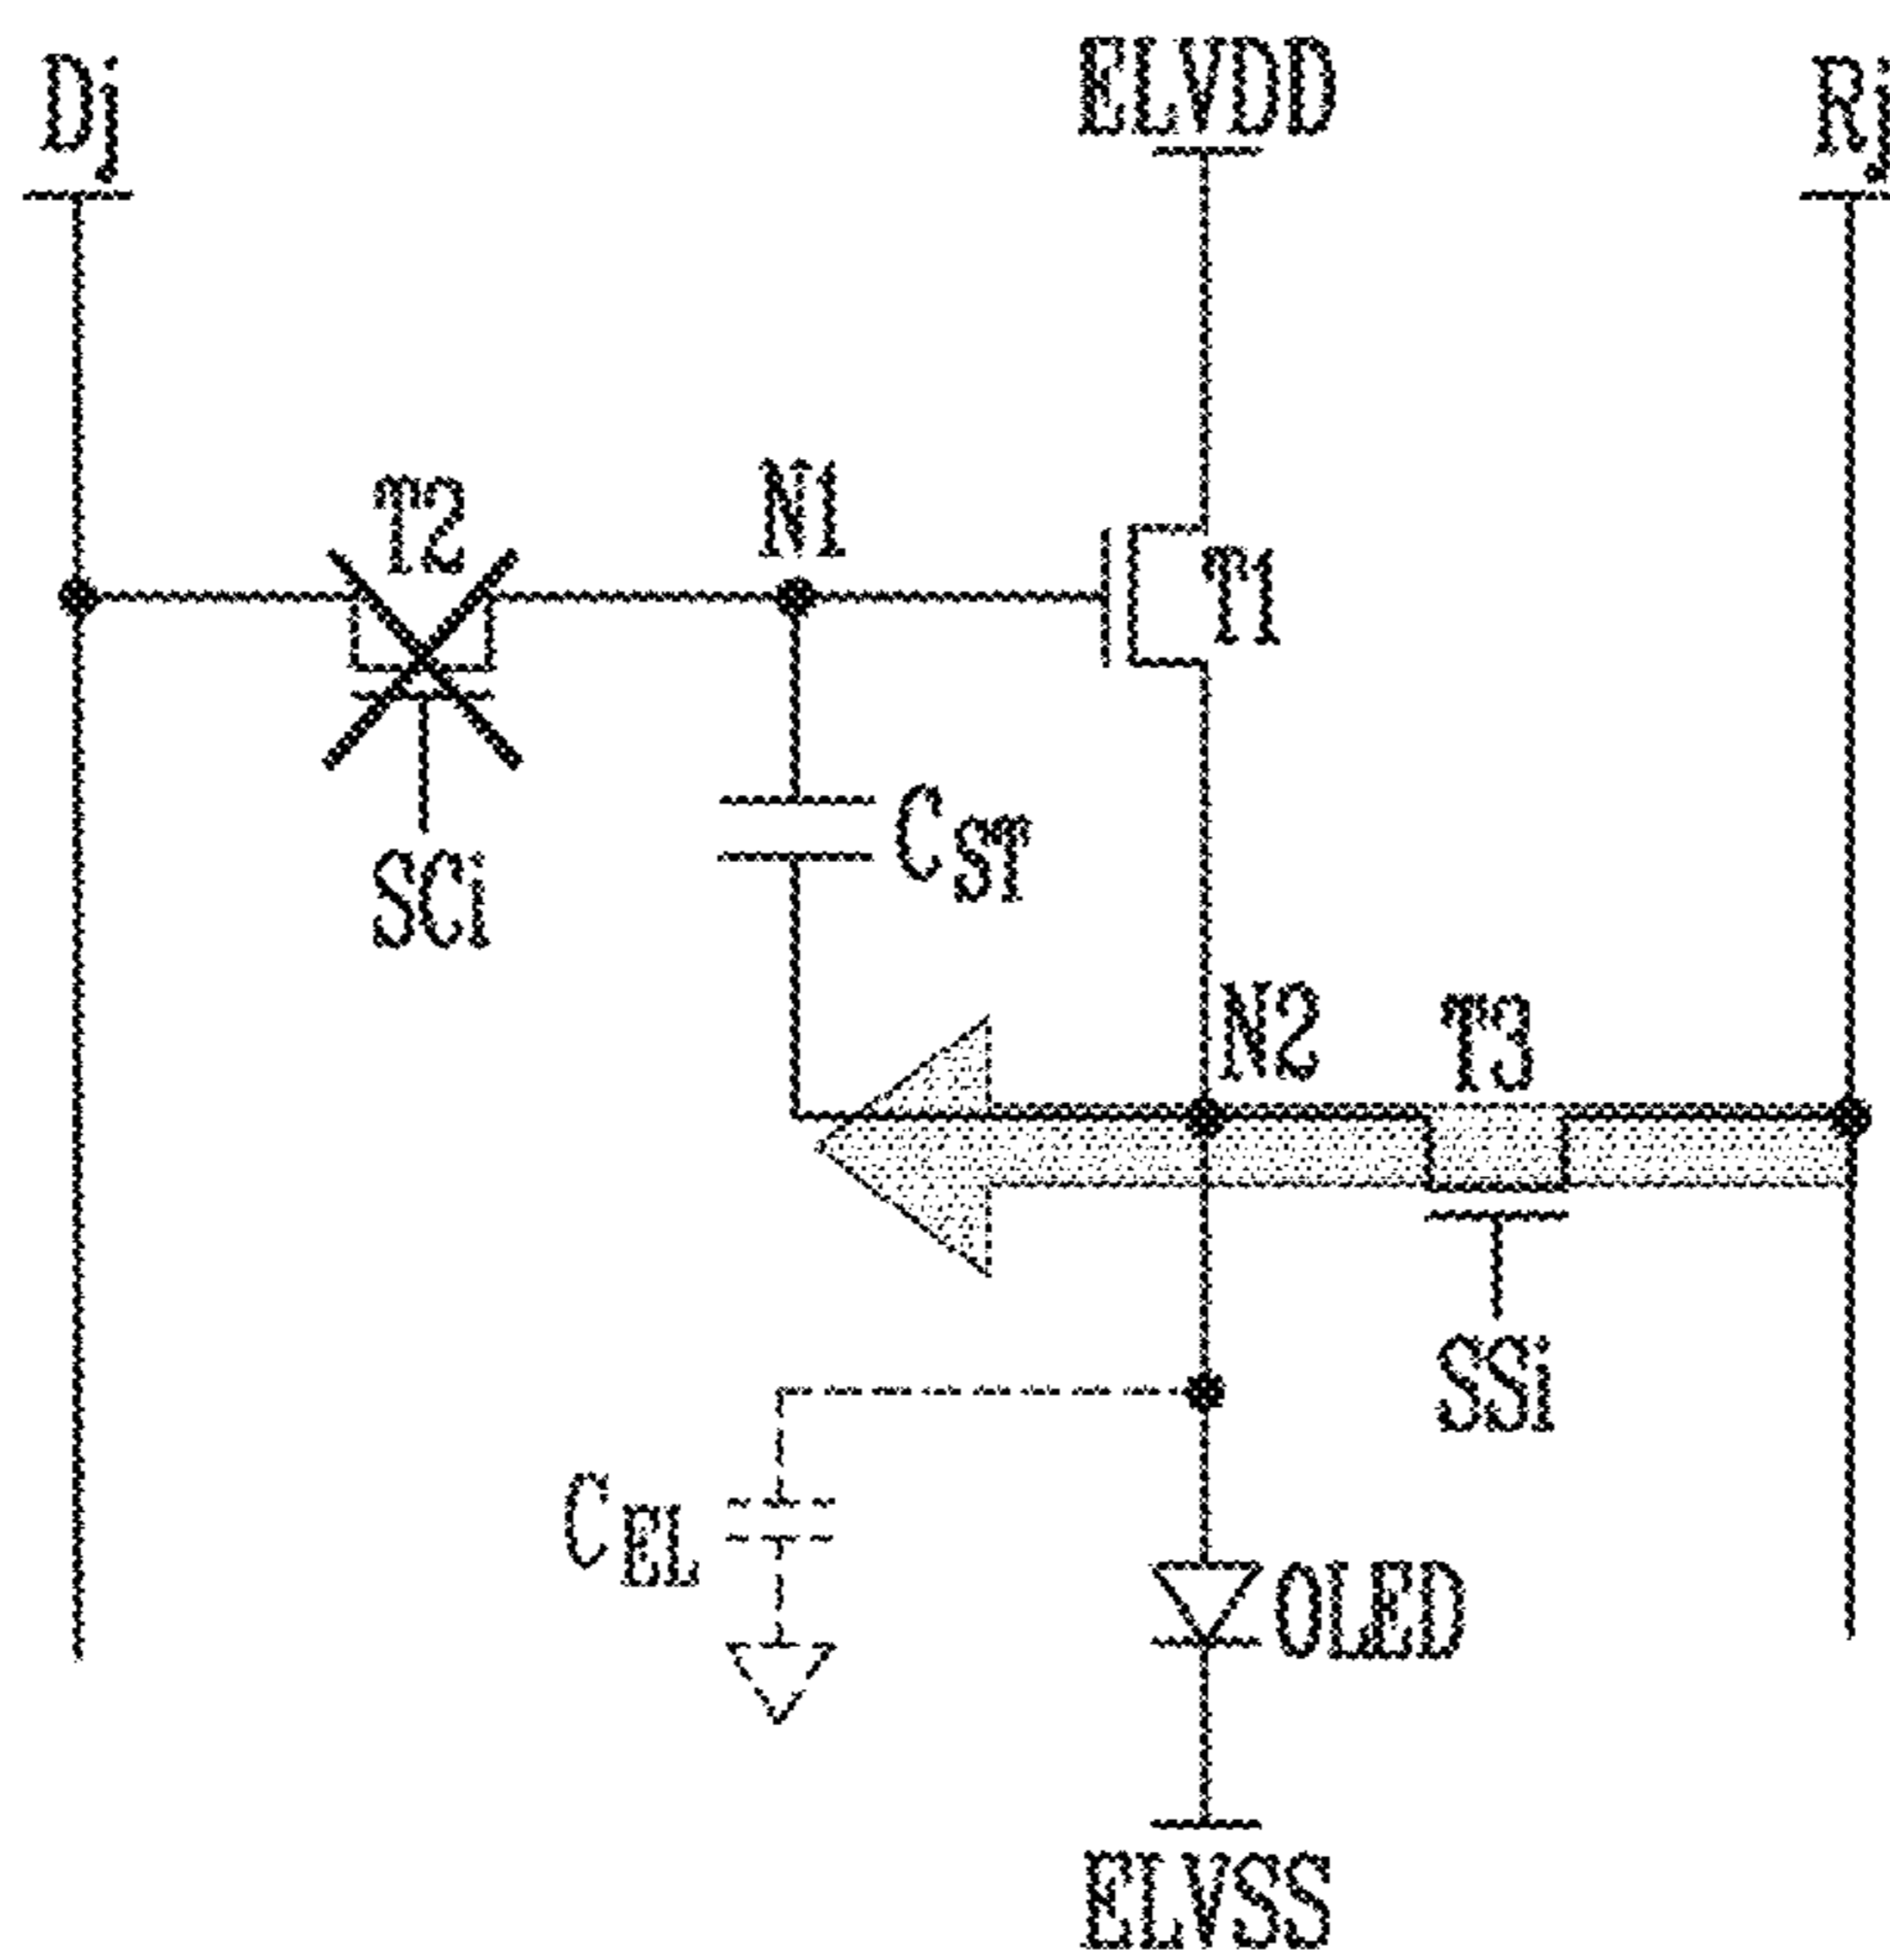 Dj
ELVDD
Rj
T2
N1
T1
CST
SCi
N2
T3
SSi
CEL
OLED
ELVSS